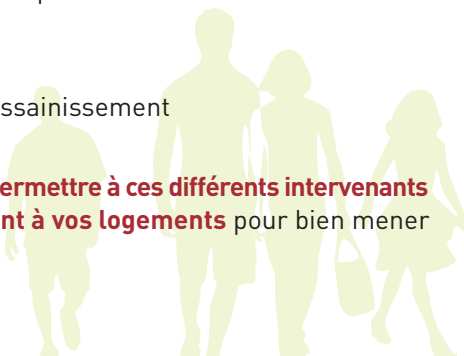 ssainissement
ermettre à ces différents intervenants
nt à vos logements pour bien mener